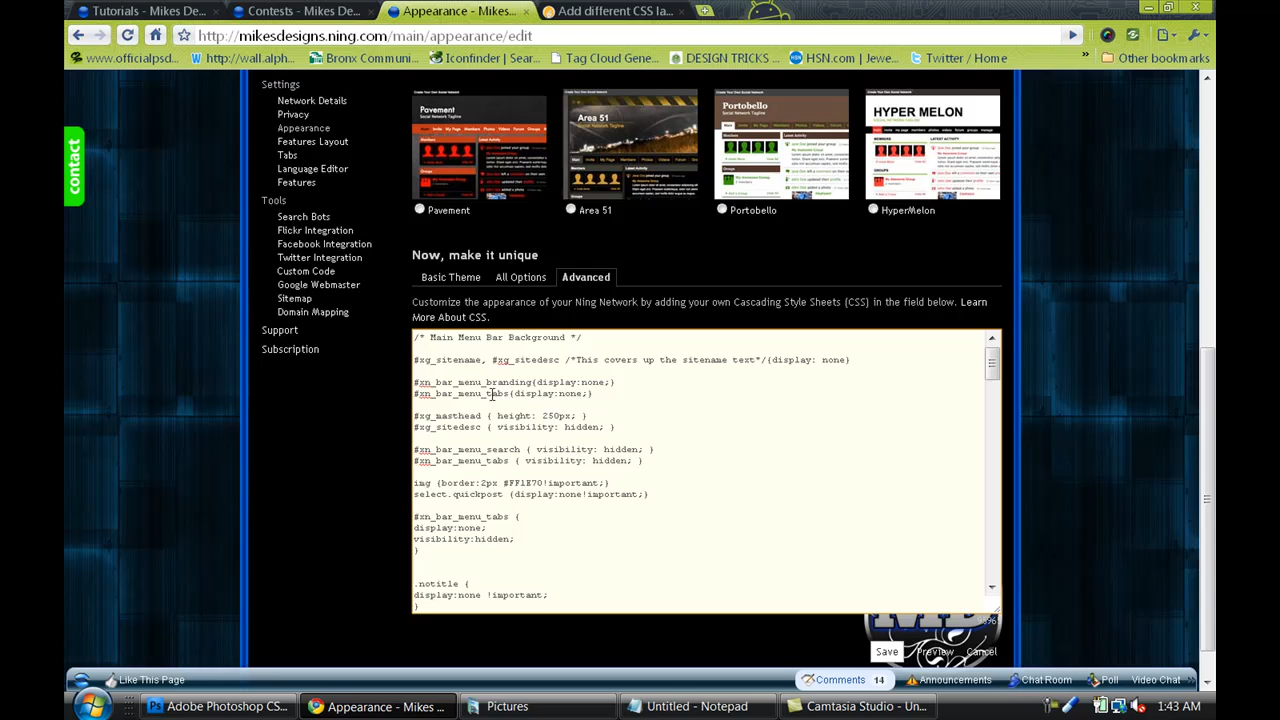 Tutorials - Mikes De...
Contests - Mikes De...
Appearance - Mikes...
Add different CSS la...
http://mikesdesigns.ning.com/main/appearance/edit
www.officialpsd...
http://wall.alph...
Bronx Communi...
Iconfinder | Sear...
Tag Cloud Gene...
DESIGN TRICKS ...
HSN.com | Jewe...
Twitter / Home
»
Other bookmarks
contact
Settings
Network Details
Privacy
Appearance
Features Layout
Tabs
Language Editor
Features
Tools
Search Bots
Flickr Integration
Facebook Integration
Twitter Integration
Custom Code
Google Webmaster
Sitemap
Domain Mapping
Support
Subscription
Pavement
Social Network Tagline
Area 51
Social Network Tagline
Portobello
Social Network Tagline
HYPER MELON
Pavement
Area 51
Portobello
HyperMelon
Now, make it unique
Basic Theme
All Options
Advanced
Customize the appearance of your Ning Network by adding your own Cascading Style Sheets (CSS) in the field below. Learn
More About CSS.
/* Main Menu Bar Background */
#xg_sitename, #xg_sitedesc /*This covers up the sitename text*/{display: none}
#xn_bar_menu_branding{display:none;}
#xn_bar_menu_tabs{display:none;}
#xg_masthead { height: 250px; }
#xg_sitedesc { visibility: hidden; }
#xn_bar_menu_search { visibility: hidden; }
#xn_bar_menu_tabs { visibility: hidden; }
img {border:2px #FF1E70!important;}
select.quickpost {display:none!important;}
#xn_bar_menu_tabs {
display:none;
visibility:hidden;
}
.notitle {
display:none !important;
}
Save
Preview
Cancel
Like This Page
Comments 14
Announcements
Chat Room
Poll
Video Chat
Adobe Photoshop CS...
Appearance - Mikes ...
Pictures
Untitled - Notepad
Camtasia Studio - Un...
1:43 AM